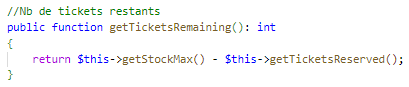 //Nb de tickets restants
public function getTicketsRemaining(): int
{
    return $this->getStockMax() - $this->getTicketsReserved();
}